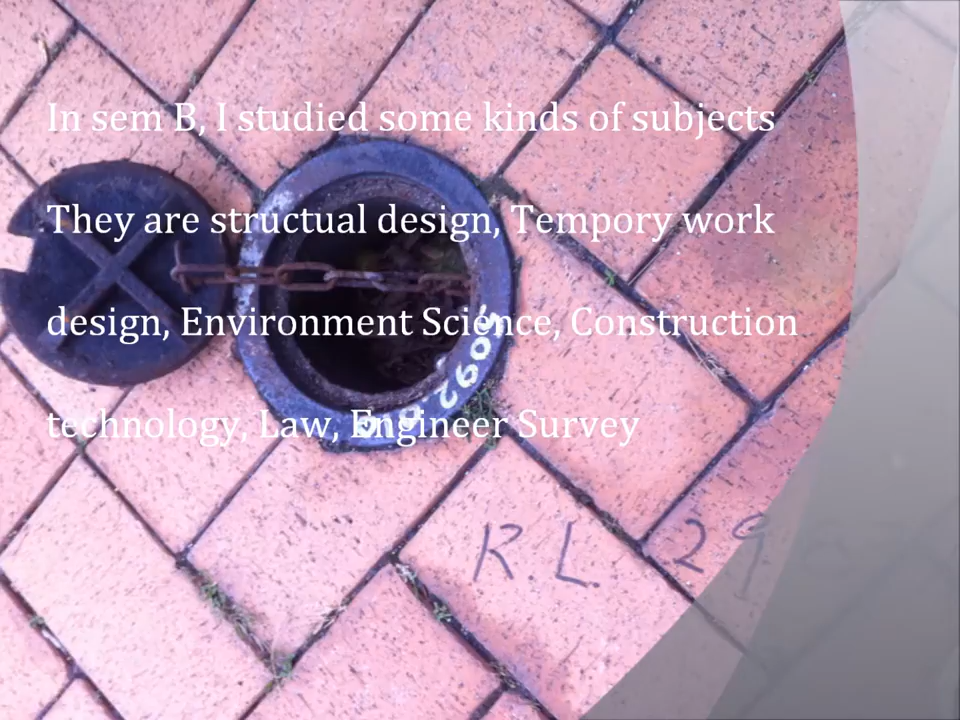 In sem B, I studied some kinds of subjects
They are structual design, Tempory work
design, Environment Science, Construction
technology, Law, Engineer Survey
R.L. 29